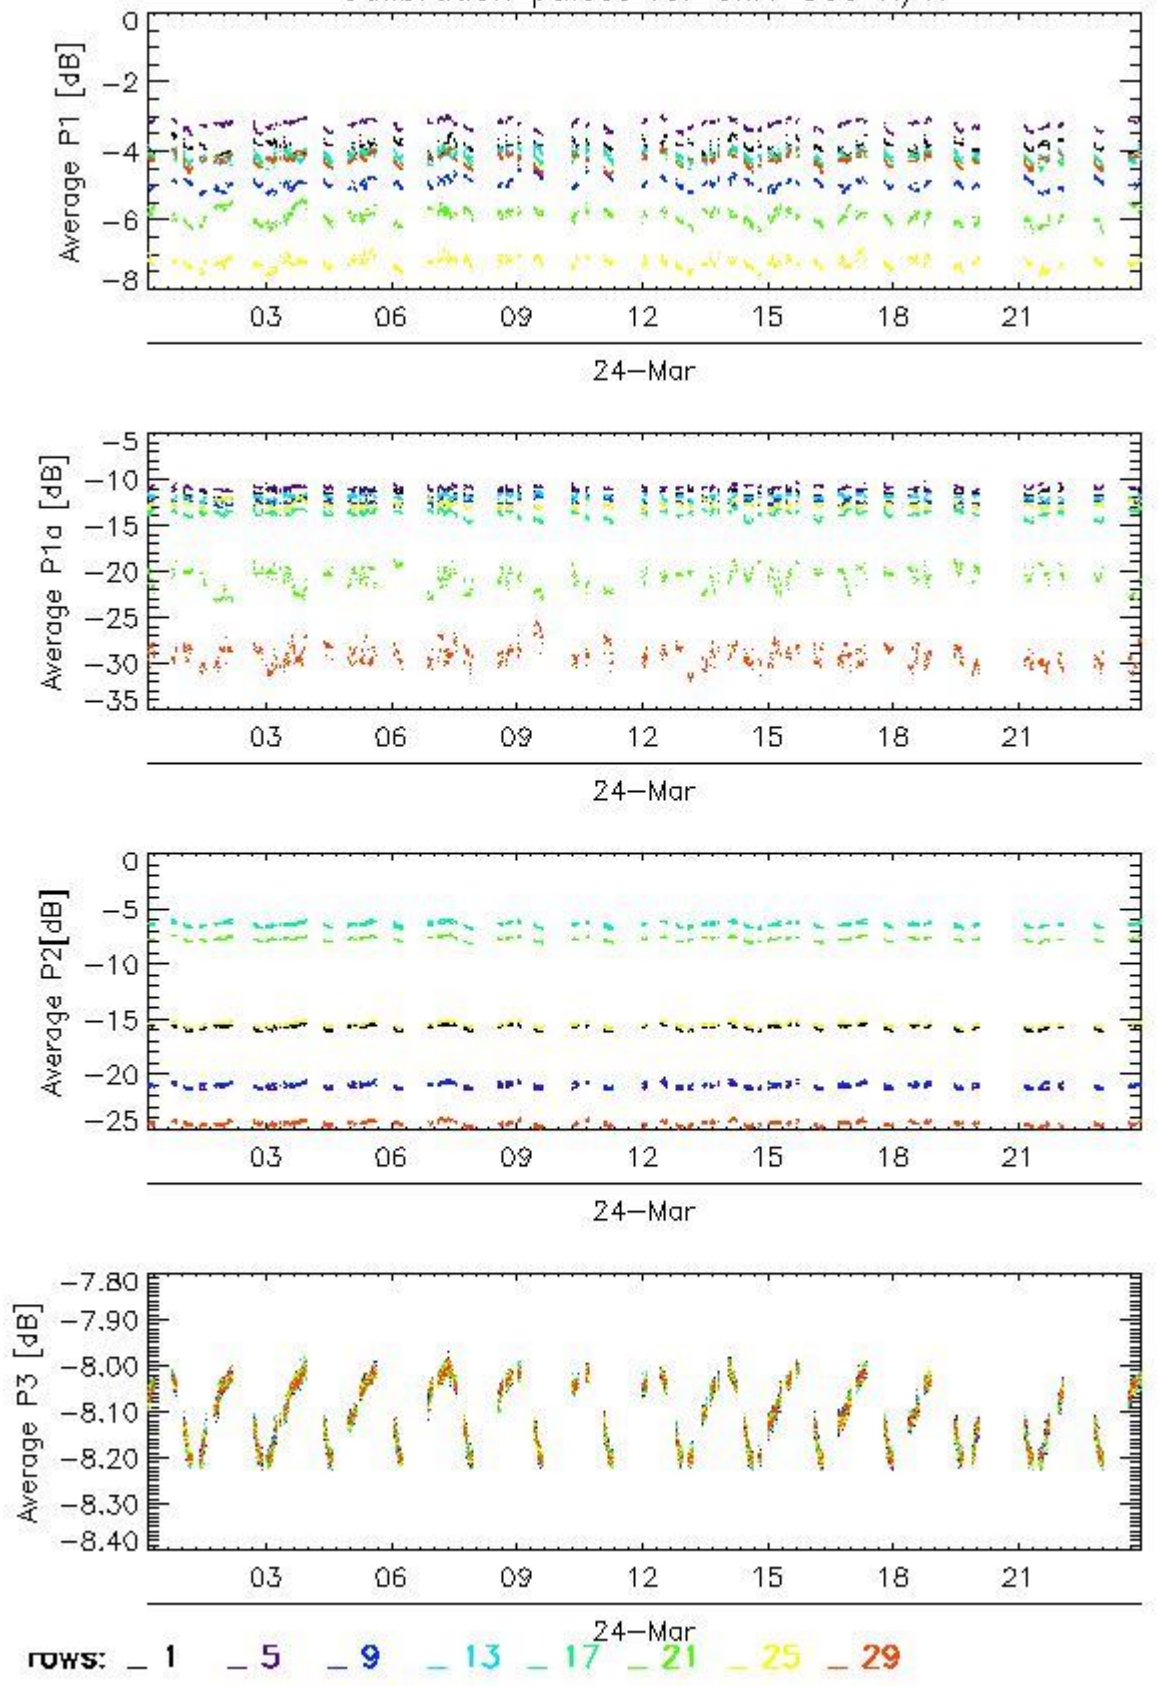 0
-2
-4
-6
-8
Average P1 [dB]
03 06 09 12 15 18 21
24-Mar
-5
-10
-15
-20
-25
-30
-35
Average P1a [dB]
03 06 09 12 15 18 21
24-Mar
0
-5
-10
-15
-20
-25
Average P2[dB]
03 06 09 12 15 18 21
24-Mar
-7.80
-7.90
-8.00
-8.10
-8.20
-8.30
-8.40
Average P3 [dB]
03 06 09 12 15 18 21
24-Mar
rows: _ 1 _ 5 _ 9 _ 13 _ 17 _ 21 _ 25 _ 29